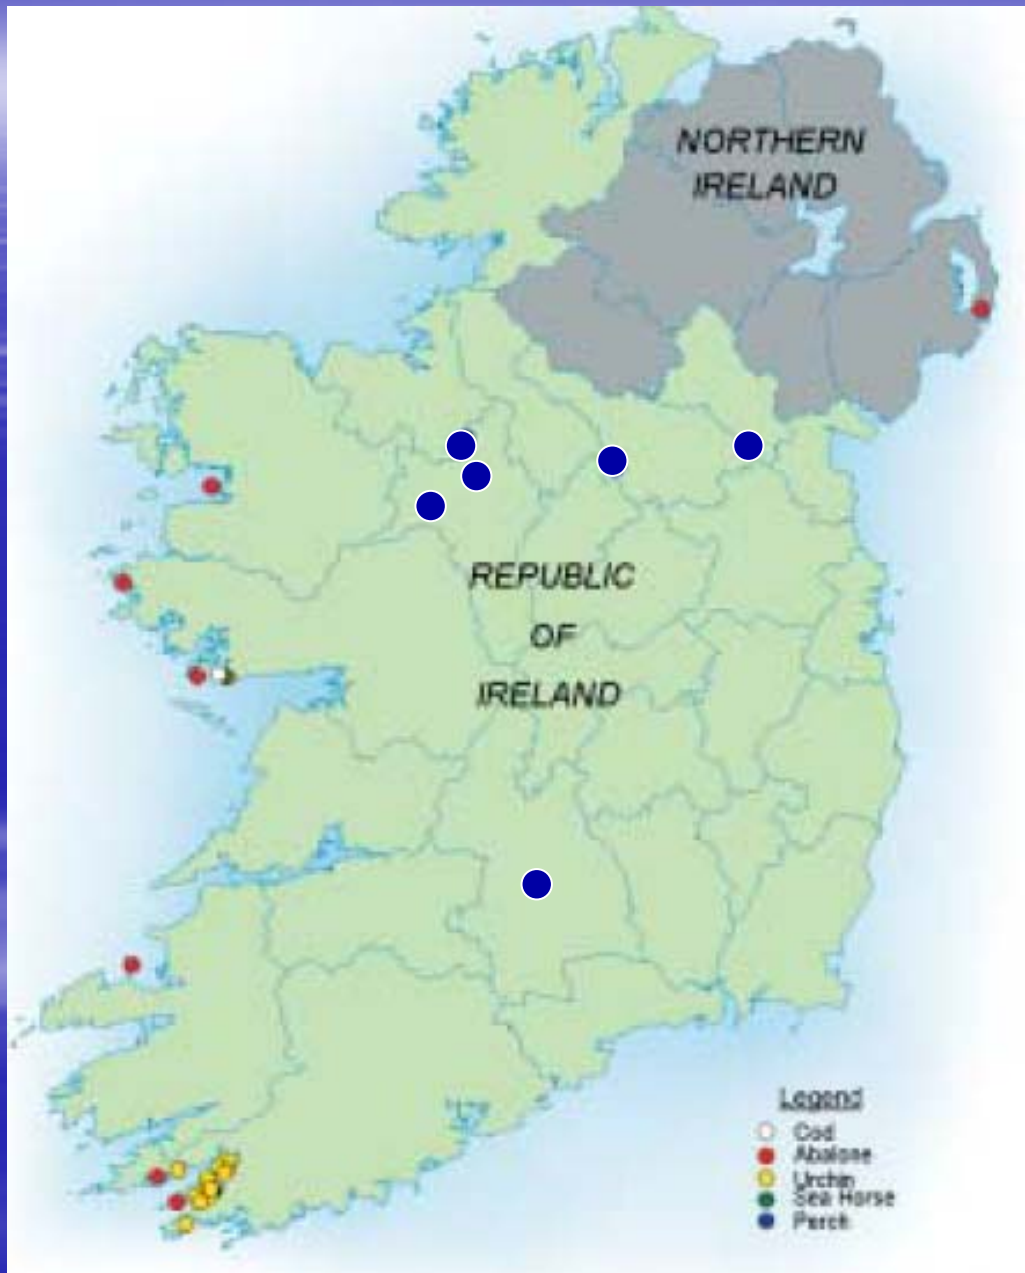 NORTHERN
IRELAND
REPUBLIC
OF
IRELAND
Legend
Cod
Abalone
Urchin
Sea Horse
Perch